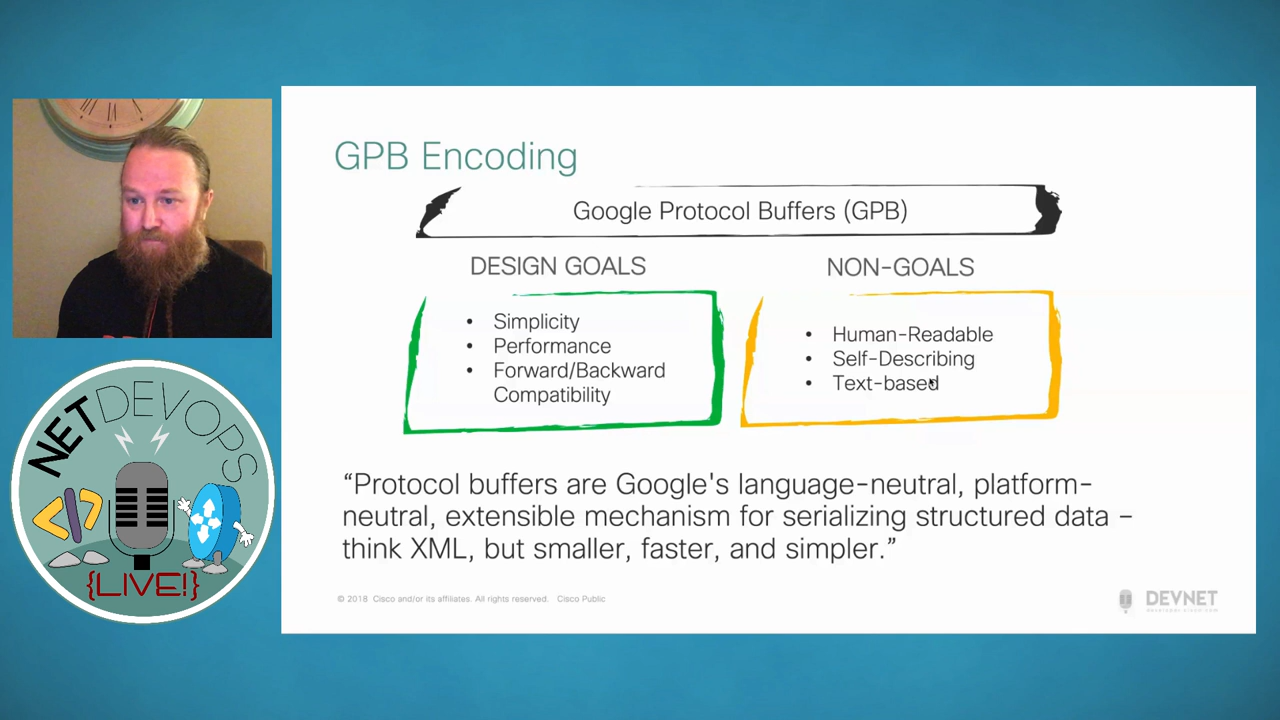 GPB Encoding
Google Protocol Buffers (GPB)
DESIGN GOALS
• Simplicity
• Performance
• Forward/Backward
Compatibility
NON-GOALS
• Human-Readable
• Self-Describing
• Text-based
“Protocol buffers are Google's language-neutral, platform-
neutral, extensible mechanism for serializing structured data –
think XML, but smaller, faster, and simpler.”
© 2018 Cisco and/or its affiliates. All rights reserved. Cisco Public
DEVNET
NETDEVOPS
</>
{LIVE!}